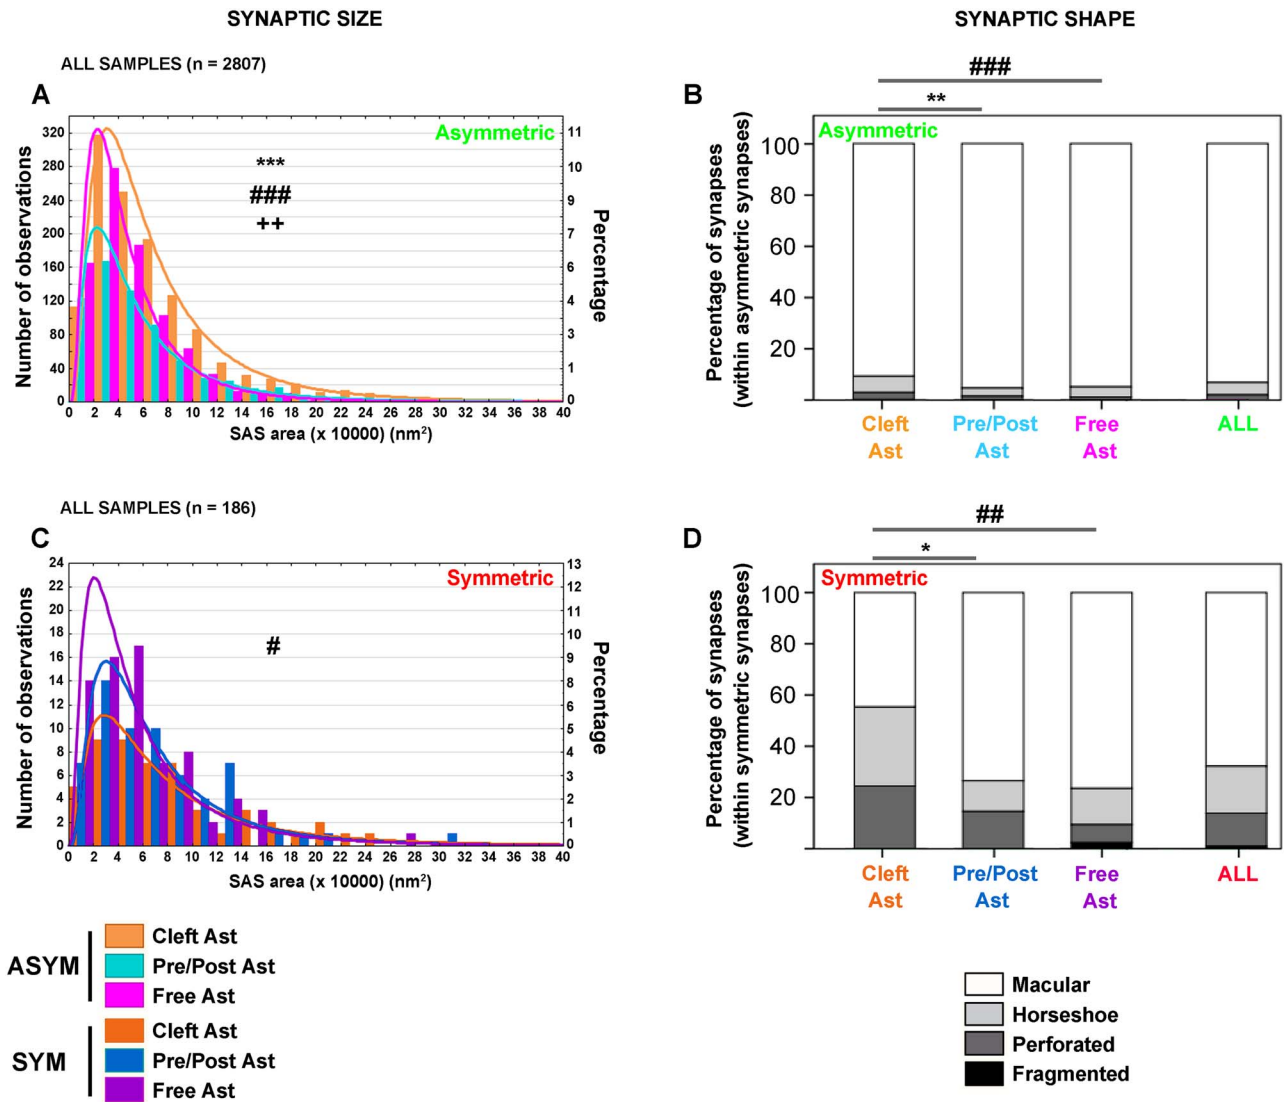 SYNAPTIC SIZE
SYNAPTIC SHAPE
ALL SAMPLES (n = 2807)
A
Asymmetric
***
###
++
Number of observations
320
280
240
200
160
120
80
40
0
11
10
9
7
6
4
3
1
0
Percentage
0 2 4 6 8 10 12 14 16 18 20 22 24 26 28 30 32 34 36 38 40
SAS area (x 10000) (nm²)
B
###
**
Asymmetric
Percentage of synapses
(within asymmetric synapses)
100
80
60
40
20
Cleft Pre/Post Free ALL
Ast Ast Ast
ALL SAMPLES (n = 186)
C
Symmetric
#
Number of observations
24
22
20
18
16
14
12
10
8
6
4
2
0
13
12
11
10
9
8
7
6
5
4
3
2
1
0
Percentage
0 2 4 6 8 10 12 14 16 18 20 22 24 26 28 30 32 34 36 38 40
SAS area (x 10000) (nm²)
D
##
*
Symmetric
Percentage of synapses
(within symmetric synapses)
100
80
60
40
20
Cleft Pre/Post Free ALL
Ast Ast Ast
ASYM
Cleft Ast
Pre/Post Ast
Free Ast
SYM
Cleft Ast
Pre/Post Ast
Free Ast
Macular
Horseshoe
Perforated
Fragmented